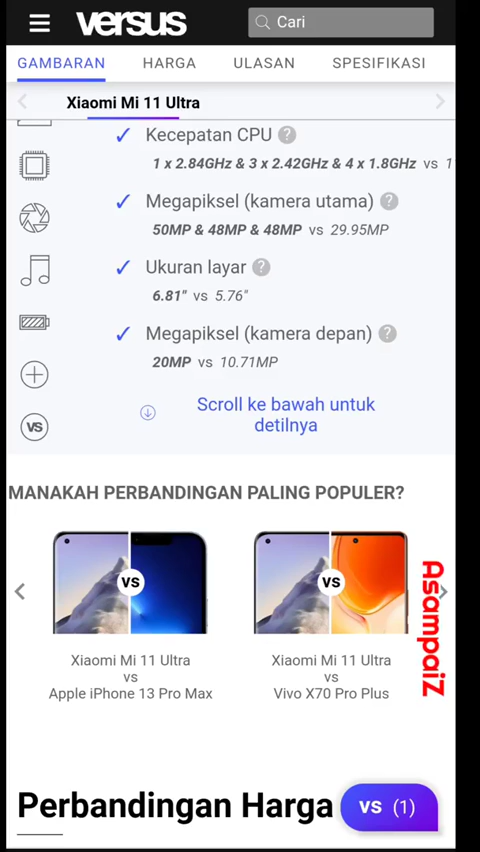 versus
Cari
GAMBARAN HARGA ULASAN SPESIFIKASI
Xiaomi Mi 11 Ultra
Kecepatan CPU ?
1 x 2.84GHz & 3 x 2.42GHz & 4 x 1.8GHz vs 1
Megapiksel (kamera utama) ?
50MP & 48MP & 48MP vs 29.95MP
Ukuran layar ?
6.81" vs 5.76"
Megapiksel (kamera depan) ?
20MP vs 10.71MP
vs
Scroll ke bawah untuk
detilnya
MANAKAH PERBANDINGAN PALING POPULER?
vs vs
Xiaomi Mi 11 Ultra
vs
Apple iPhone 13 Pro Max
Xiaomi Mi 11 Ultra
vs
Vivo X70 Pro Plus
AsampaiZ
Perbandingan Harga
vs (1)